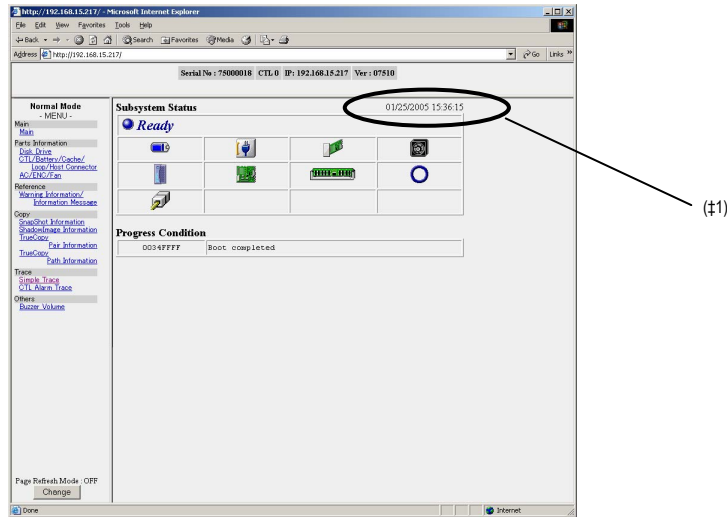 http://192.168.15.217/ - Microsoft Internet Explorer
File Edit View Favorites Tools Help
Back Search Favorites Media
Address http://192.168.15.217/ Go Links »
Serial No : 75000018 CTL 0 IP: 192.168.15.217 Ver : 07510
Normal Mode
- MENU -
Main
Main
Parts Information
Disk Drive
CTL/Battery/Cache/
Loop/Host Connector
AC/ENC/Fan
Reference
Warning Information/
Information Message
Copy
SnapShot Information
ShadowImage Information
TrueCopy
Pair Information
TrueCopy
Path Information
Trace
Simple Trace
CTL Alarm Trace
Others
Buzzer Volume
Page Refresh Mode : OFF
Change
Subsystem Status 01/25/2005 15:36:15
Ready
Progress Condition
0034FFFF Boot completed
(‡1)
Done Internet